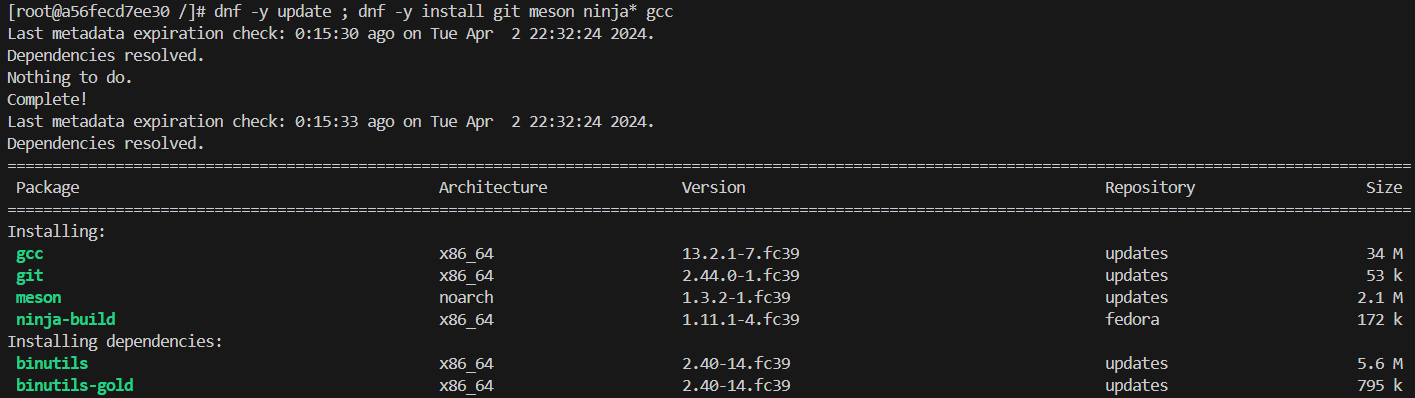 [root@a56fecd7ee30 /]# dnf -y update ; dnf -y install git meson ninja* gcc
Last metadata expiration check: 0:15:30 ago on Tue Apr  2 22:32:24 2024.
Dependencies resolved.
Nothing to do.
Complete!
Last metadata expiration check: 0:15:33 ago on Tue Apr  2 22:32:24 2024.
Dependencies resolved.
============================================================================================================================================================
 Package                                        Architecture               Version                                        Repository                   Size
============================================================================================================================================================
Installing:
 gcc                                            x86_64                     13.2.1-7.fc39                                  updates                      34 M
 git                                            x86_64                     2.44.0-1.fc39                                  updates                      53 k
 meson                                          noarch                     1.3.2-1.fc39                                   updates                     2.1 M
 ninja-build                                    x86_64                     1.11.1-4.fc39                                  fedora                      172 k
Installing dependencies:
 binutils                                       x86_64                     2.40-14.fc39                                   updates                     5.6 M
 binutils-gold                                  x86_64                     2.40-14.fc39                                   updates                     795 k